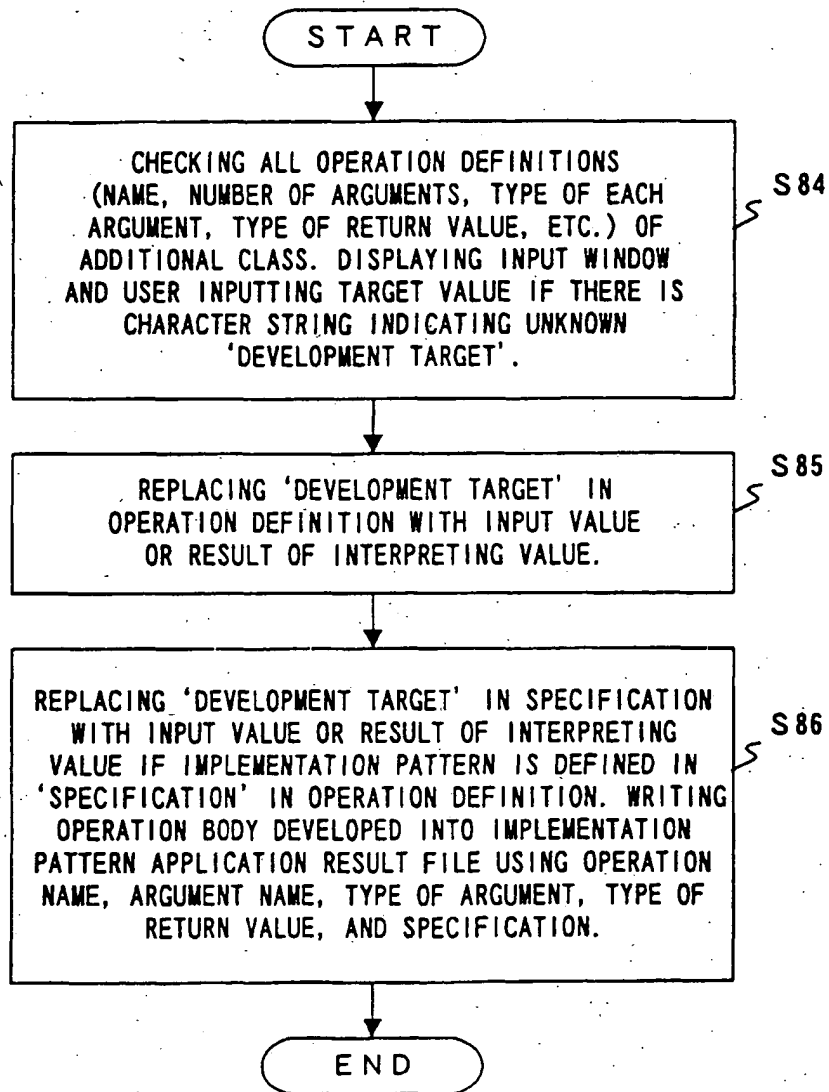 START
CHECKING ALL OPERATION DEFINITIONS
(NAME, NUMBER OF ARGUMENTS, TYPE OF EACH
ARGUMENT, TYPE OF RETURN VALUE, ETC.) OF
ADDITIONAL CLASS. DISPLAYING INPUT WINDOW
AND USER INPUTTING TARGET VALUE IF THERE IS
CHARACTER STRING INDICATING UNKNOWN
'DEVELOPMENT TARGET'.
S84
REPLACING 'DEVELOPMENT TARGET' IN
OPERATION DEFINITION WITH INPUT VALUE
OR RESULT OF INTERPRETING VALUE.
S85
REPLACING 'DEVELOPMENT TARGET' IN SPECIFICATION
WITH INPUT VALUE OR RESULT OF INTERPRETING
VALUE IF IMPLEMENTATION PATTERN IS DEFINED IN
'SPECIFICATION' IN OPERATION DEFINITION. WRITING
OPERATION BODY DEVELOPED INTO IMPLEMENTATION
PATTERN APPLICATION RESULT FILE USING OPERATION
NAME, ARGUMENT NAME, TYPE OF ARGUMENT, TYPE OF
RETURN VALUE, AND SPECIFICATION.
S86
END